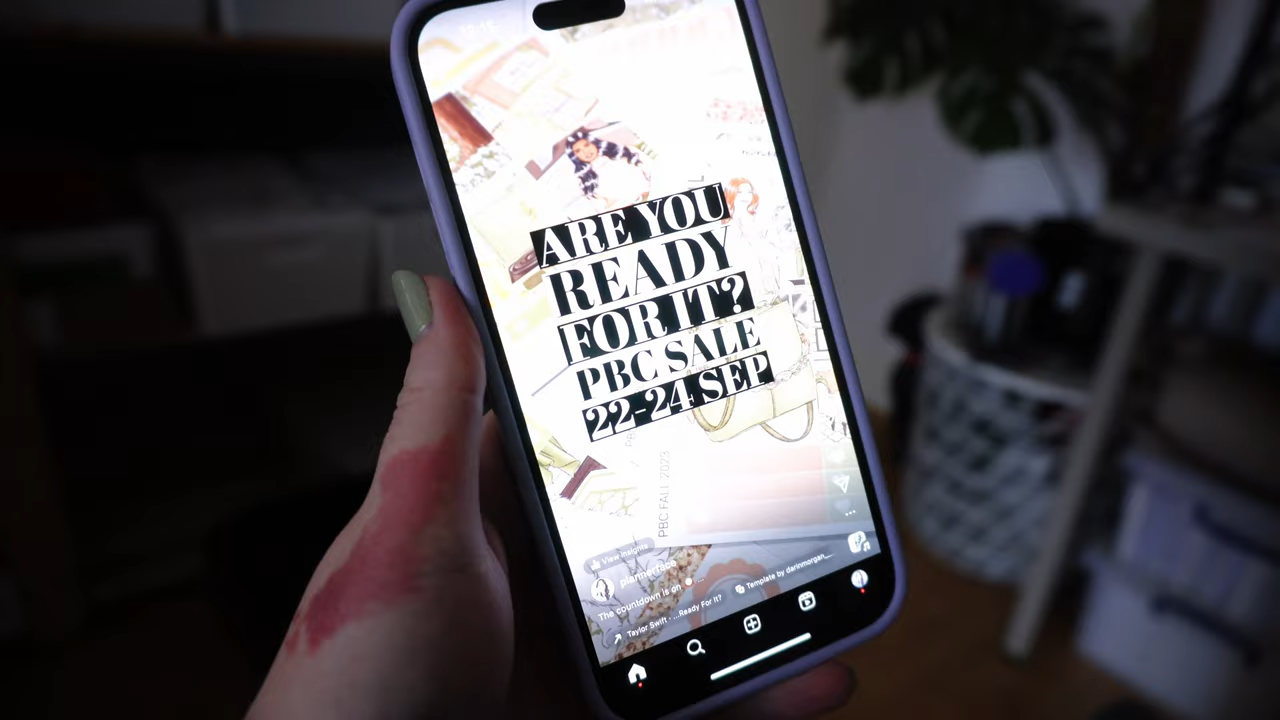 ARE YOU
READY
FOR IT?
PBC SALE
22-24 SEP
PBC FALL 2023
View insights
plannerface
The countdown is on
Template by darinmorgan_...
Taylor Swift · ...Ready For It?